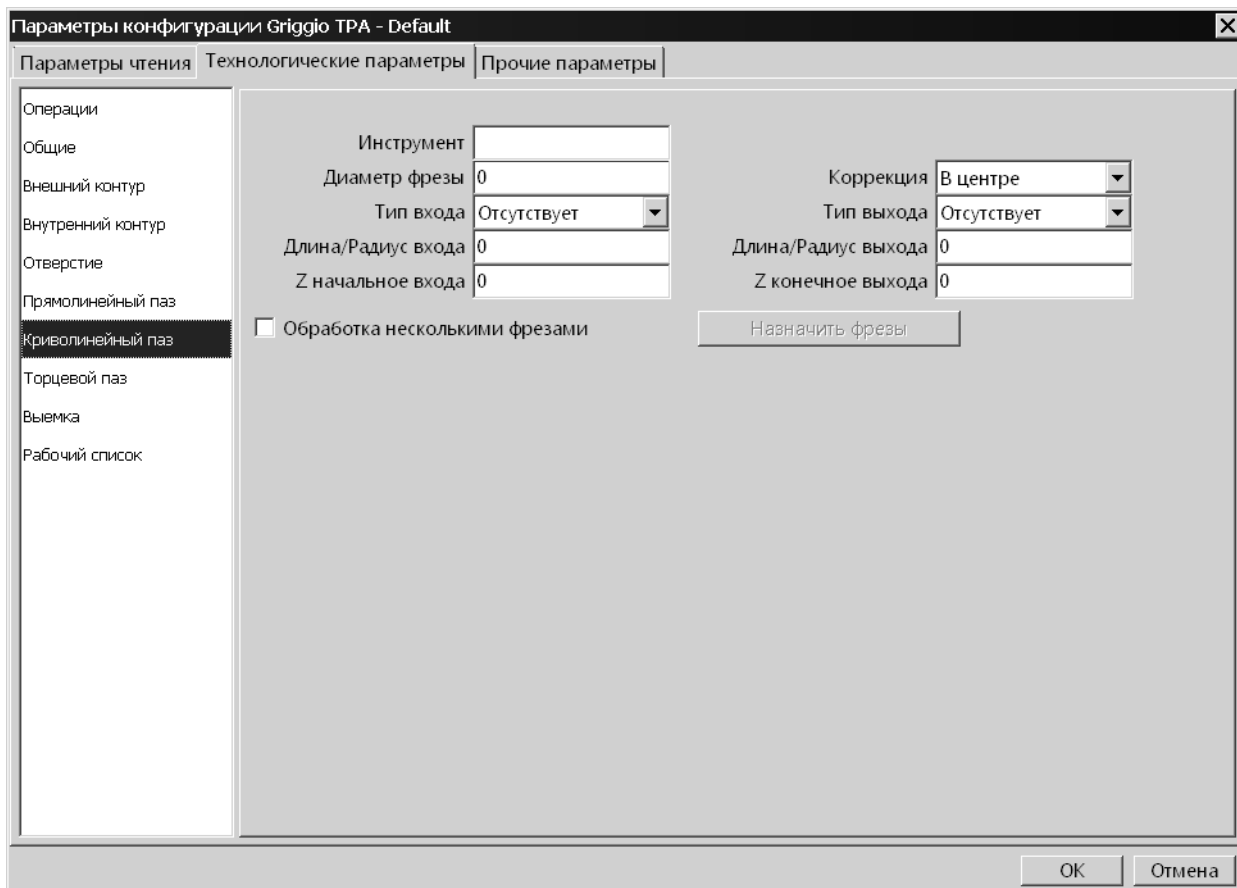 Параметры конфигурации Griggio TPA - Default
Параметры чтения Технологические параметры Прочие параметры
Операции
Общие
Внешний контур
Внутренний контур
Отверстие
Прямолинейный паз
Криволинейный паз
Торцевой паз
Выемка
Рабочий список
Инструмент
Диаметр фрезы 0 Коррекция В центре
Тип входа Отсутствует Тип выхода Отсутствует
Длина/Радиус входа 0 Длина/Радиус выхода 0
Z начальное входа 0 Z конечное выхода 0
Обработка несколькими фрезами Назначить фрезы
ОК Отмена